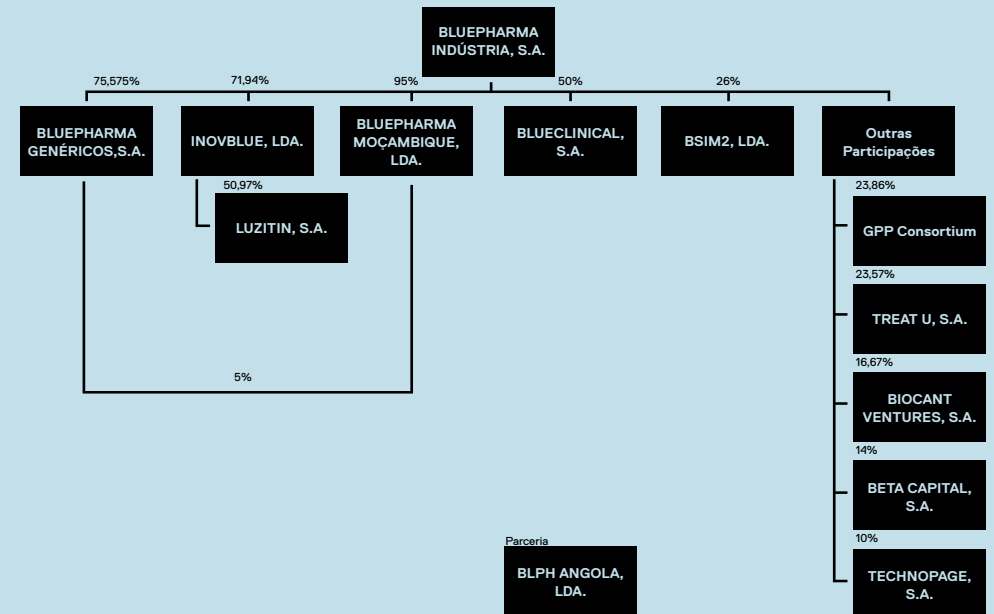 BLUEPHARMA
INDÚSTRIA, S.A.
75,575%
71,94%
95%
50%
26%
BLUEPHARMA
GENÉRICOS,S.A.
INOVBLUE, LDA.
BLUEPHARMA
MOÇAMBIQUE,
LDA.
BLUECLINICAL,
S.A.
BSIM2, LDA.
Outras
Participações
50,97%
LUZITIN, S.A.
5%
23,86%
GPP Consortium
23,57%
TREAT U, S.A.
16,67%
BIOCANT
VENTURES, S.A.
14%
BETA CAPITAL,
S.A.
10%
TECHNOPAGE,
S.A.
Parceria
BLPH ANGOLA,
LDA.